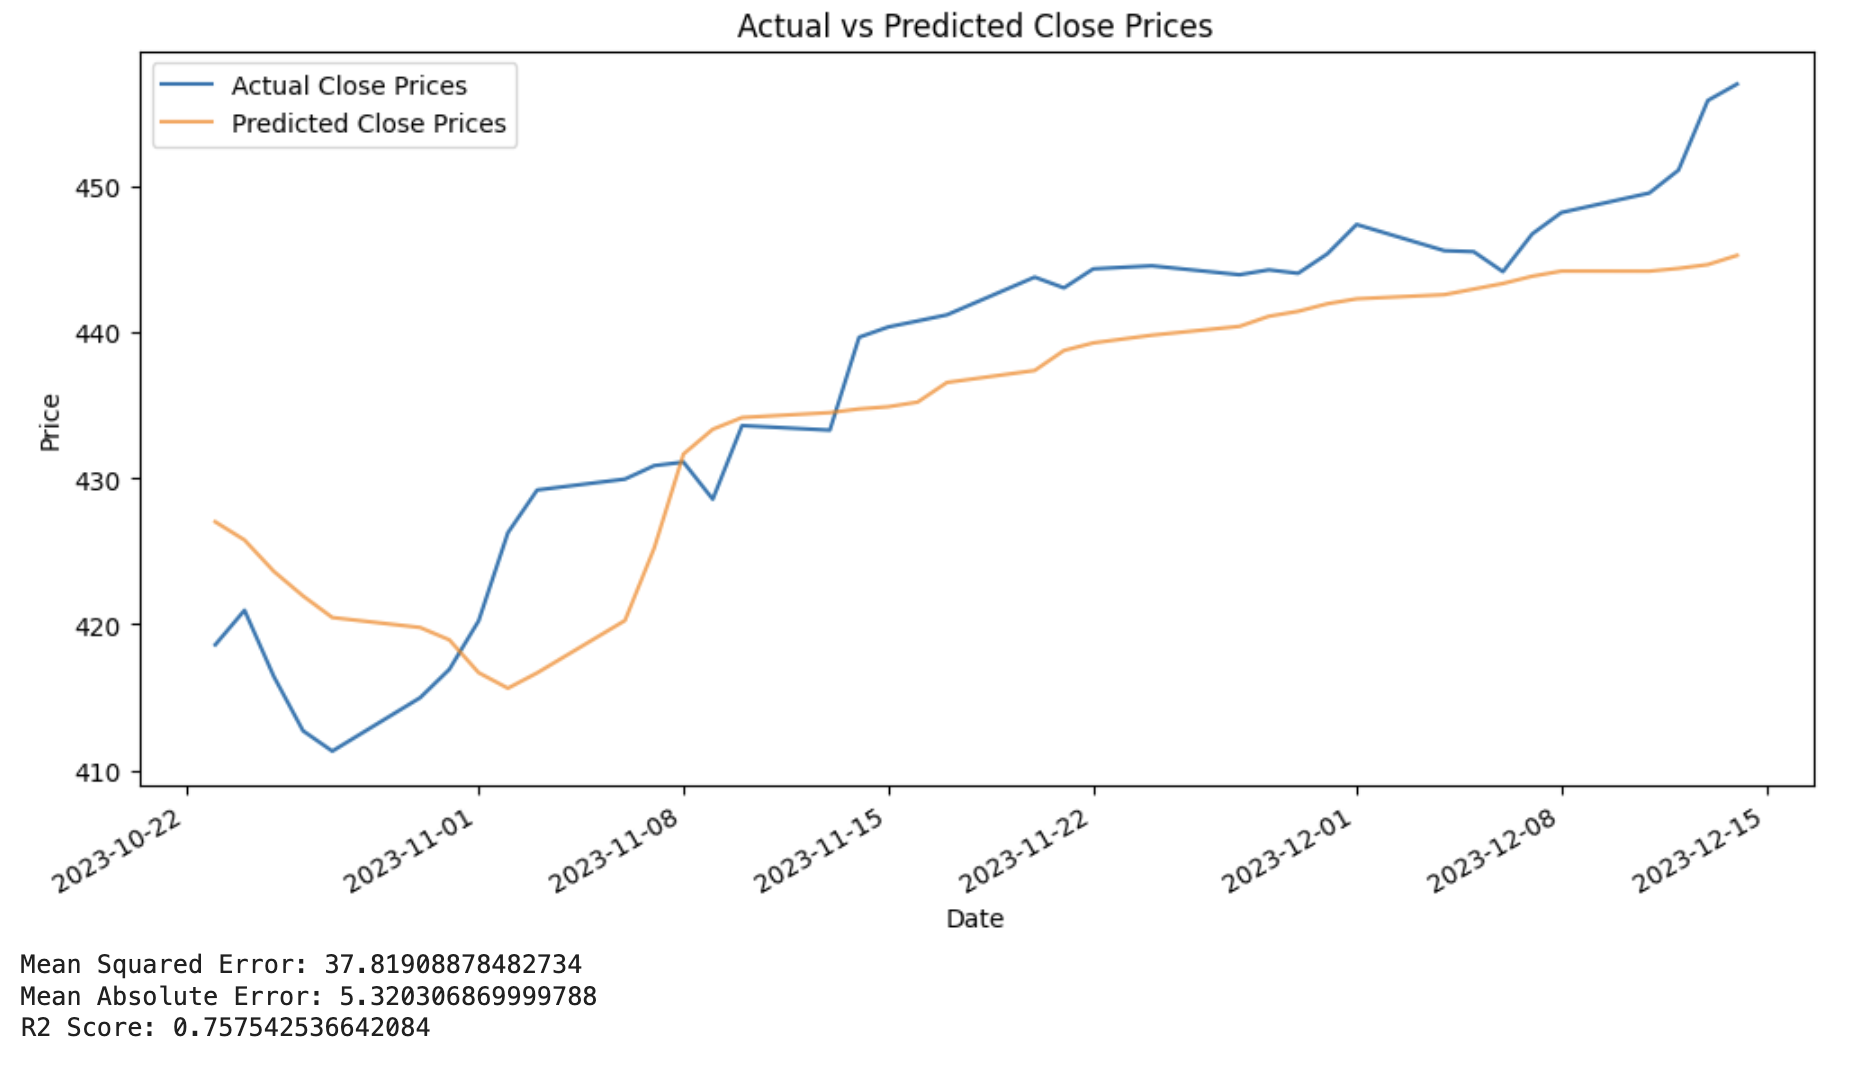 Actual vs Predicted Close Prices
Actual Close Prices
Predicted Close Prices
450
440
430
420
410
Price
2023-10-22
2023-11-01
2023-11-08
2023-11-15
2023-11-22
2023-12-01
2023-12-08
2023-12-15
Date
Mean Squared Error: 37.81908878482734
Mean Absolute Error: 5.320306869999788
R2 Score: 0.757542536642084